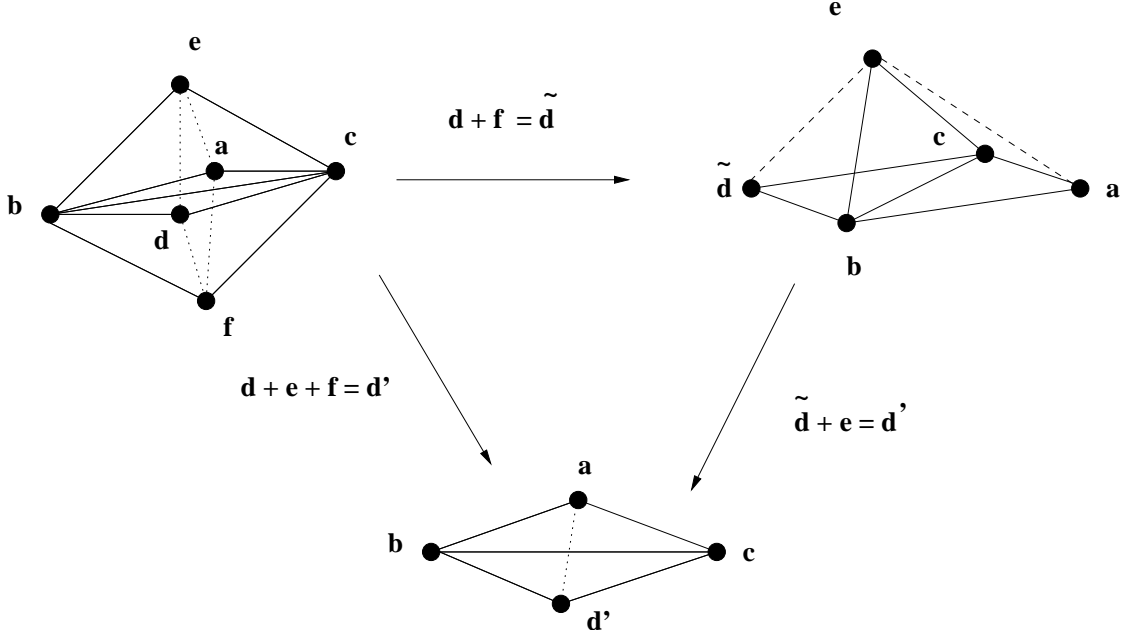 e
a
c
b
d
f
d + f = d̃
e
c
d̃
a
b
d + e + f = d'
d̃ + e = d'
a
b
c
d'